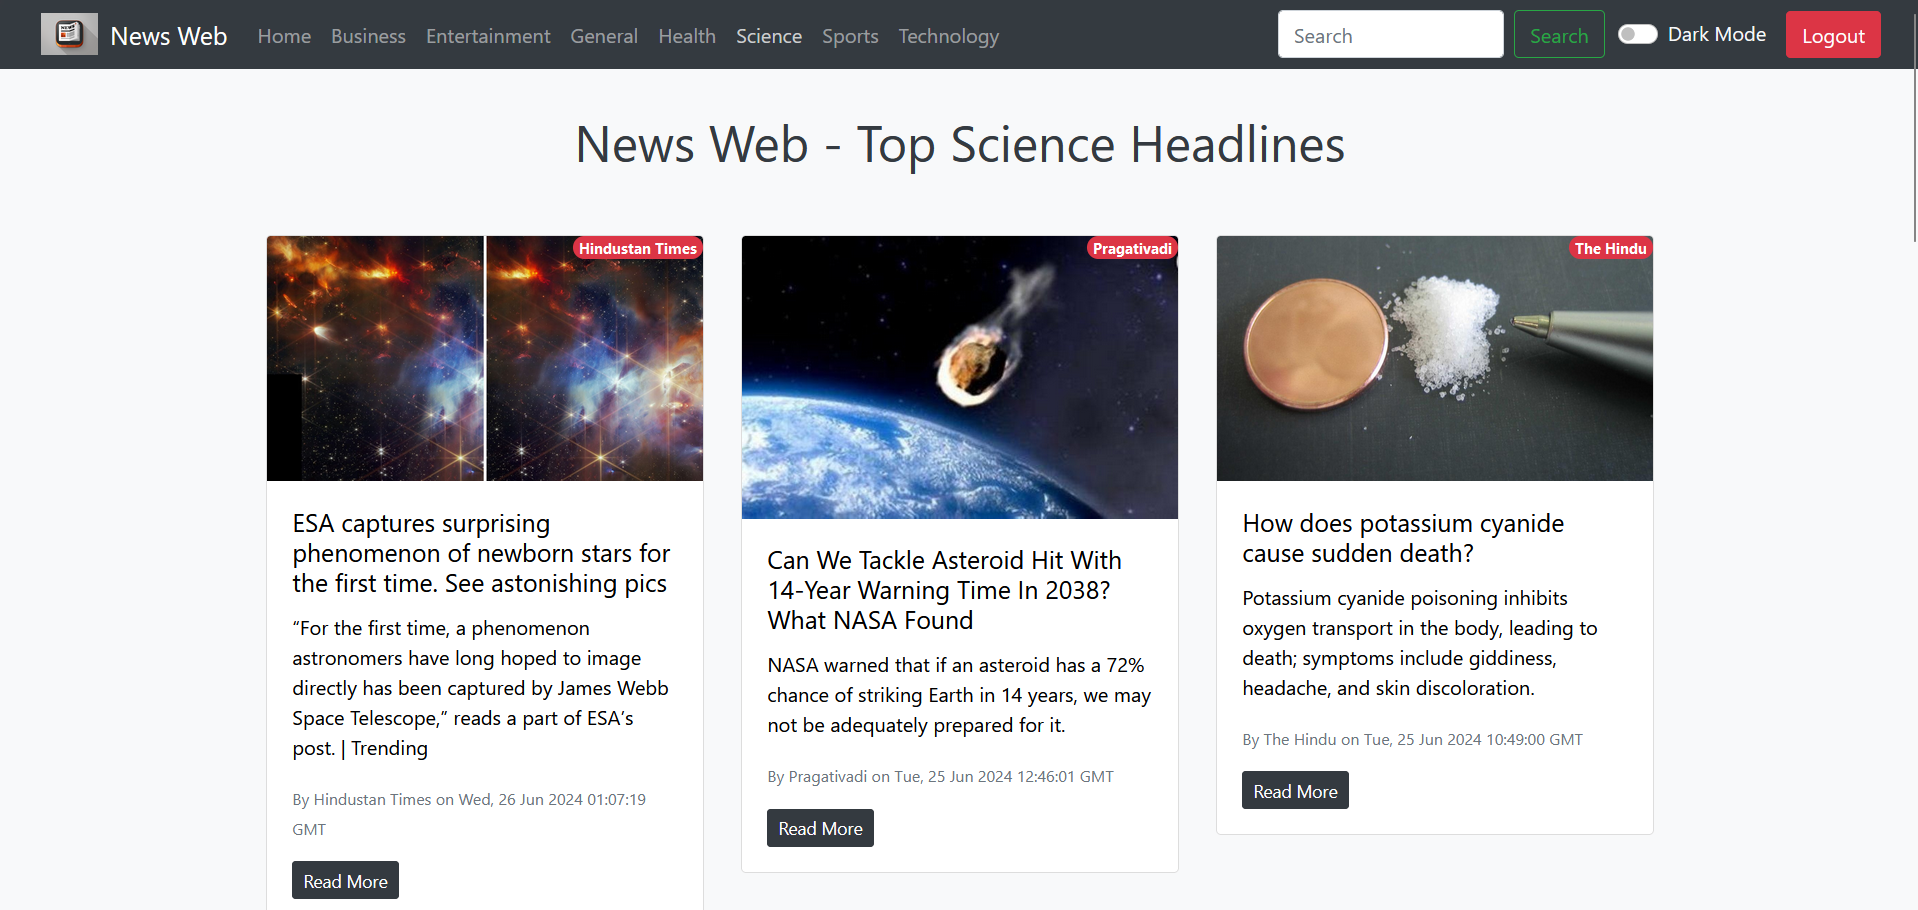 News Web
Home Business Entertainment General Health Science Sports Technology
Search
Search
Dark Mode
Logout
News Web - Top Science Headlines
Hindustan Times
ESA captures surprising
phenomenon of newborn stars for
the first time. See astonishing pics
“For the first time, a phenomenon
astronomers have long hoped to image
directly has been captured by James Webb
Space Telescope,” reads a part of ESA’s
post. | Trending
By Hindustan Times on Wed, 26 Jun 2024 01:07:19
GMT
Read More
Pragativadi
Can We Tackle Asteroid Hit With
14-Year Warning Time In 2038?
What NASA Found
NASA warned that if an asteroid has a 72%
chance of striking Earth in 14 years, we may
not be adequately prepared for it.
By Pragativadi on Tue, 25 Jun 2024 12:46:01 GMT
Read More
The Hindu
How does potassium cyanide
cause sudden death?
Potassium cyanide poisoning inhibits
oxygen transport in the body, leading to
death; symptoms include giddiness,
headache, and skin discoloration.
By The Hindu on Tue, 25 Jun 2024 10:49:00 GMT
Read More